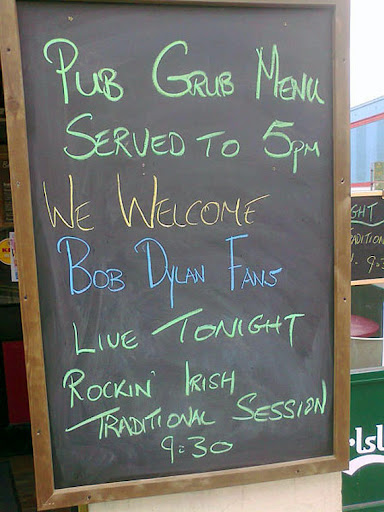 Pub Grub Menu
Served to 5pm
We Welcome
Bob Dylan Fans
Live Tonight
Rockin' Irish
Traditional Session
9:30